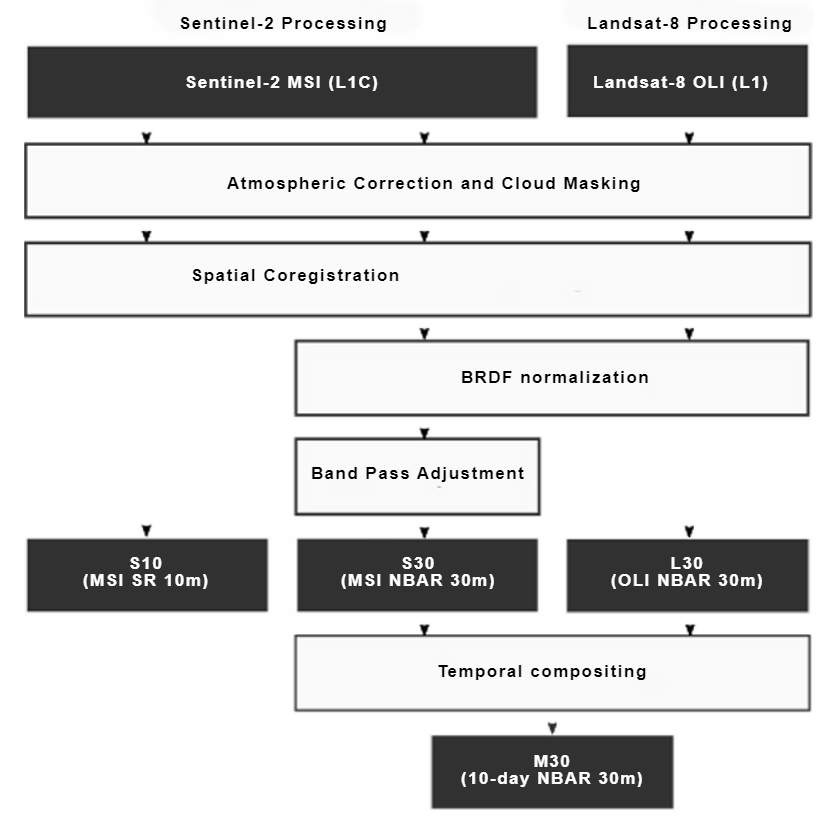 Sentinel-2 Processing
Landsat-8 Processing
Sentinel-2 MSI (L1C)
Landsat-8 OLI (L1)
Atmospheric Correction and Cloud Masking
Spatial Coregistration
BRDF normalization
Band Pass Adjustment
S10
(MSI SR 10m)
S30
(MSI NBAR 30m)
L30
(OLI NBAR 30m)
Temporal compositing
M30
(10-day NBAR 30m)